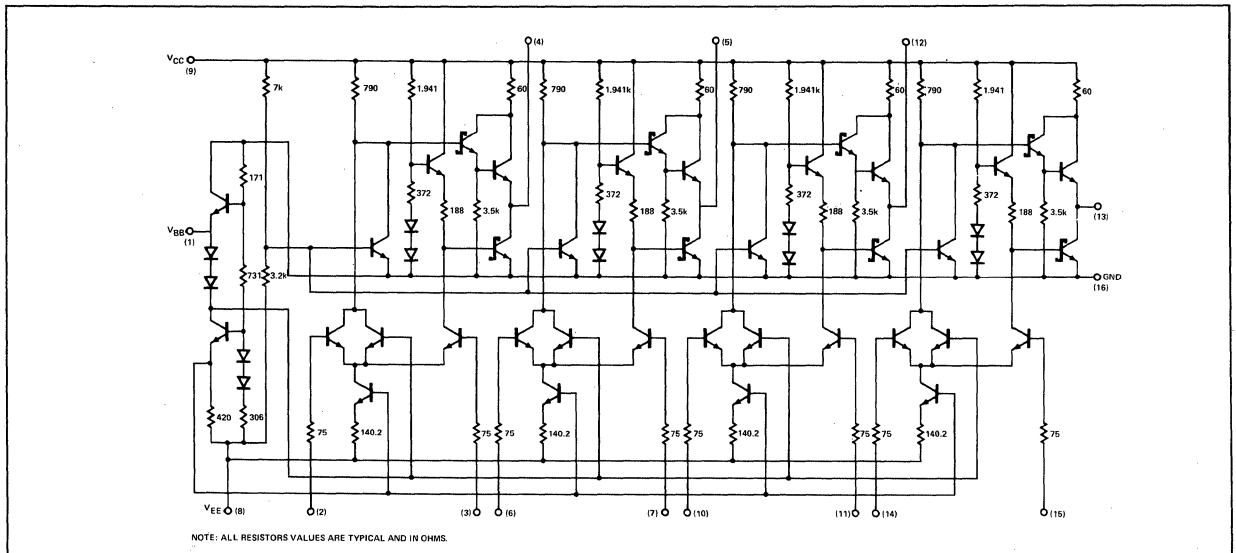 (4) (5) (12)
VCC
(9)
7k 790 1.941 60 790 1.941k 60 790 1.941k 60 790 1.941 60
171
372 188 3.5k 372 188 3.5k 372 188 3.5k 372 188 3.5k
(13)
VBB
(1)
731 3.2k
GND
(16)
420 306 75 140.2 75 75 140.2 75 75 140.2 75 75 140.2 75
VEE (8) (2) (3) (6) (7) (10) (11) (14) (15)
NOTE: ALL RESISTORS VALUES ARE TYPICAL AND IN OHMS.